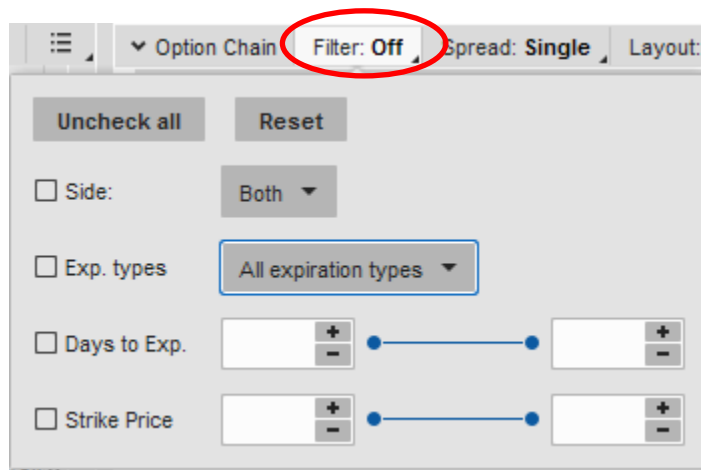 Option Chain Filter: Off Spread: Single Layout:
Uncheck all Reset
Side: Both
Exp. types All expiration types
Days to Exp. + - + -
Strike Price + - + -